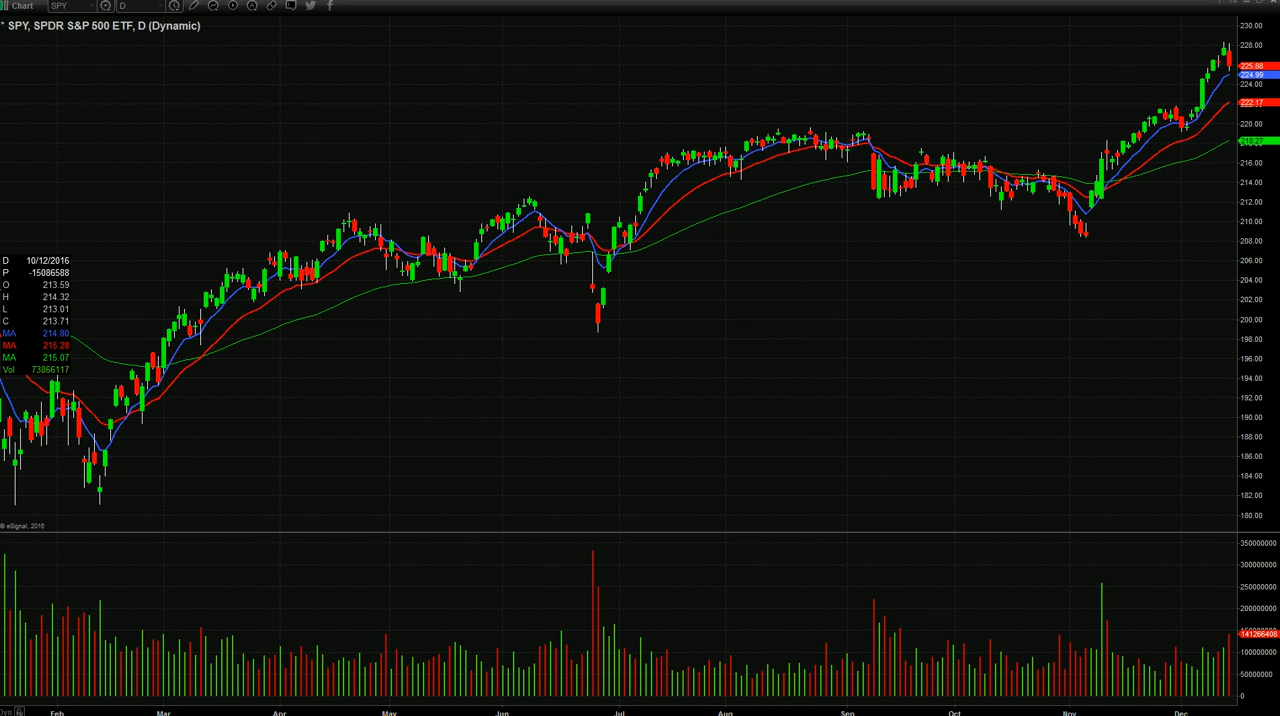 Chart SPY D
* SPY, SPDR S&P 500 ETF, D (Dynamic)
230.00
228.00
225.88
224.99
224.00
222.17
220.00
216.00
214.00
212.00
210.00
208.00
206.00
204.00
202.00
200.00
198.00
196.00
194.00
192.00
190.00
188.00
186.00
184.00
182.00
180.00
D 10/12/2016
P -15086588
O 213.59
H 214.32
L 213.01
C 213.71
MA 214.80
MA 215.28
MA 215.07
Vol 73866117
© eSignal, 2016
350000000
300000000
250000000
200000000
141266408
100000000
50000000
0
Dyn Feb Mar Apr May Jun Jul Aug Sep Oct Nov Dec